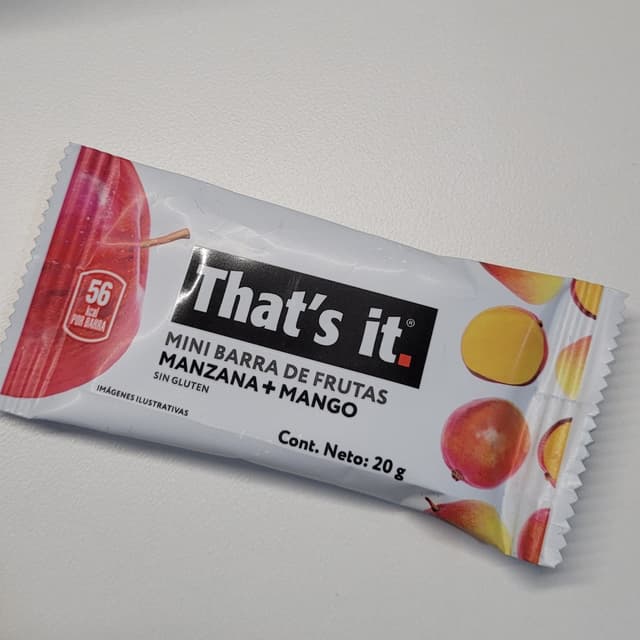 56
kcal
POR BARRA
That's it.®
MINI BARRA DE FRUTAS
MANZANA + MANGO
SIN GLUTEN
IMÁGENES ILUSTRATIVAS
Cont. Neto: 20 g